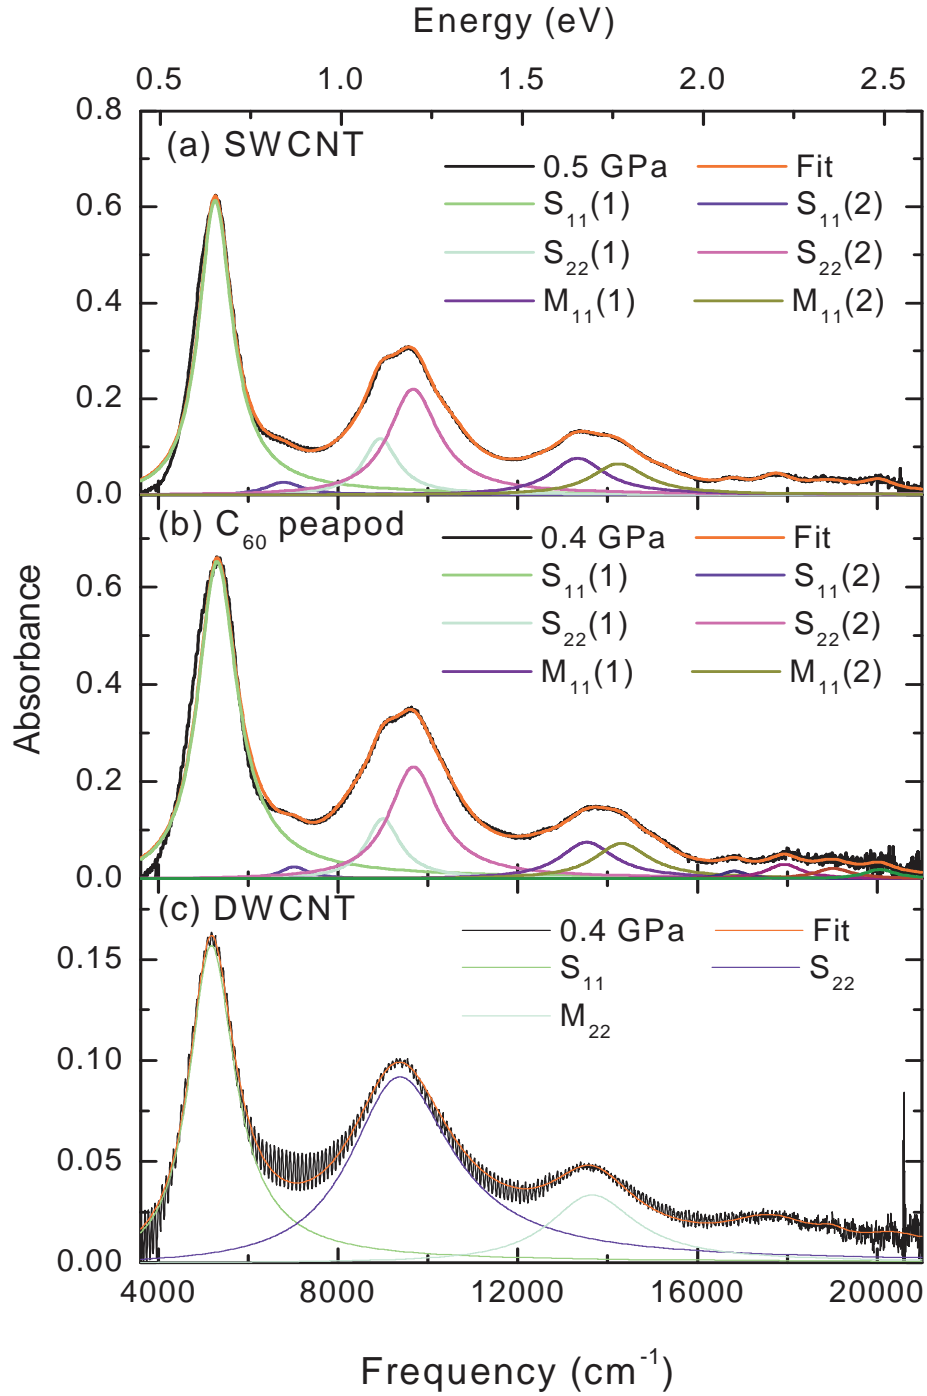 Energy (eV)
0.5 1.0 1.5 2.0 2.5
0.8
(a) SWCNT
0.5 GPa Fit
0.6
S₁₁(1) S₁₁(2)
S₂₂(1) S₂₂(2)
0.4
M₁₁(1) M₁₁(2)
0.2
0.0
(b) C₆₀ peapod
0.4 GPa Fit
0.6
S₁₁(1) S₁₁(2)
S₂₂(1) S₂₂(2)
0.4
M₁₁(1) M₁₁(2)
0.2
0.0
Absorbance
(c) DWCNT
0.4 GPa Fit
0.15
S₁₁ S₂₂
M₂₂
0.10
0.05
0.00
4000 8000 12000 16000 20000
Frequency (cm⁻¹)